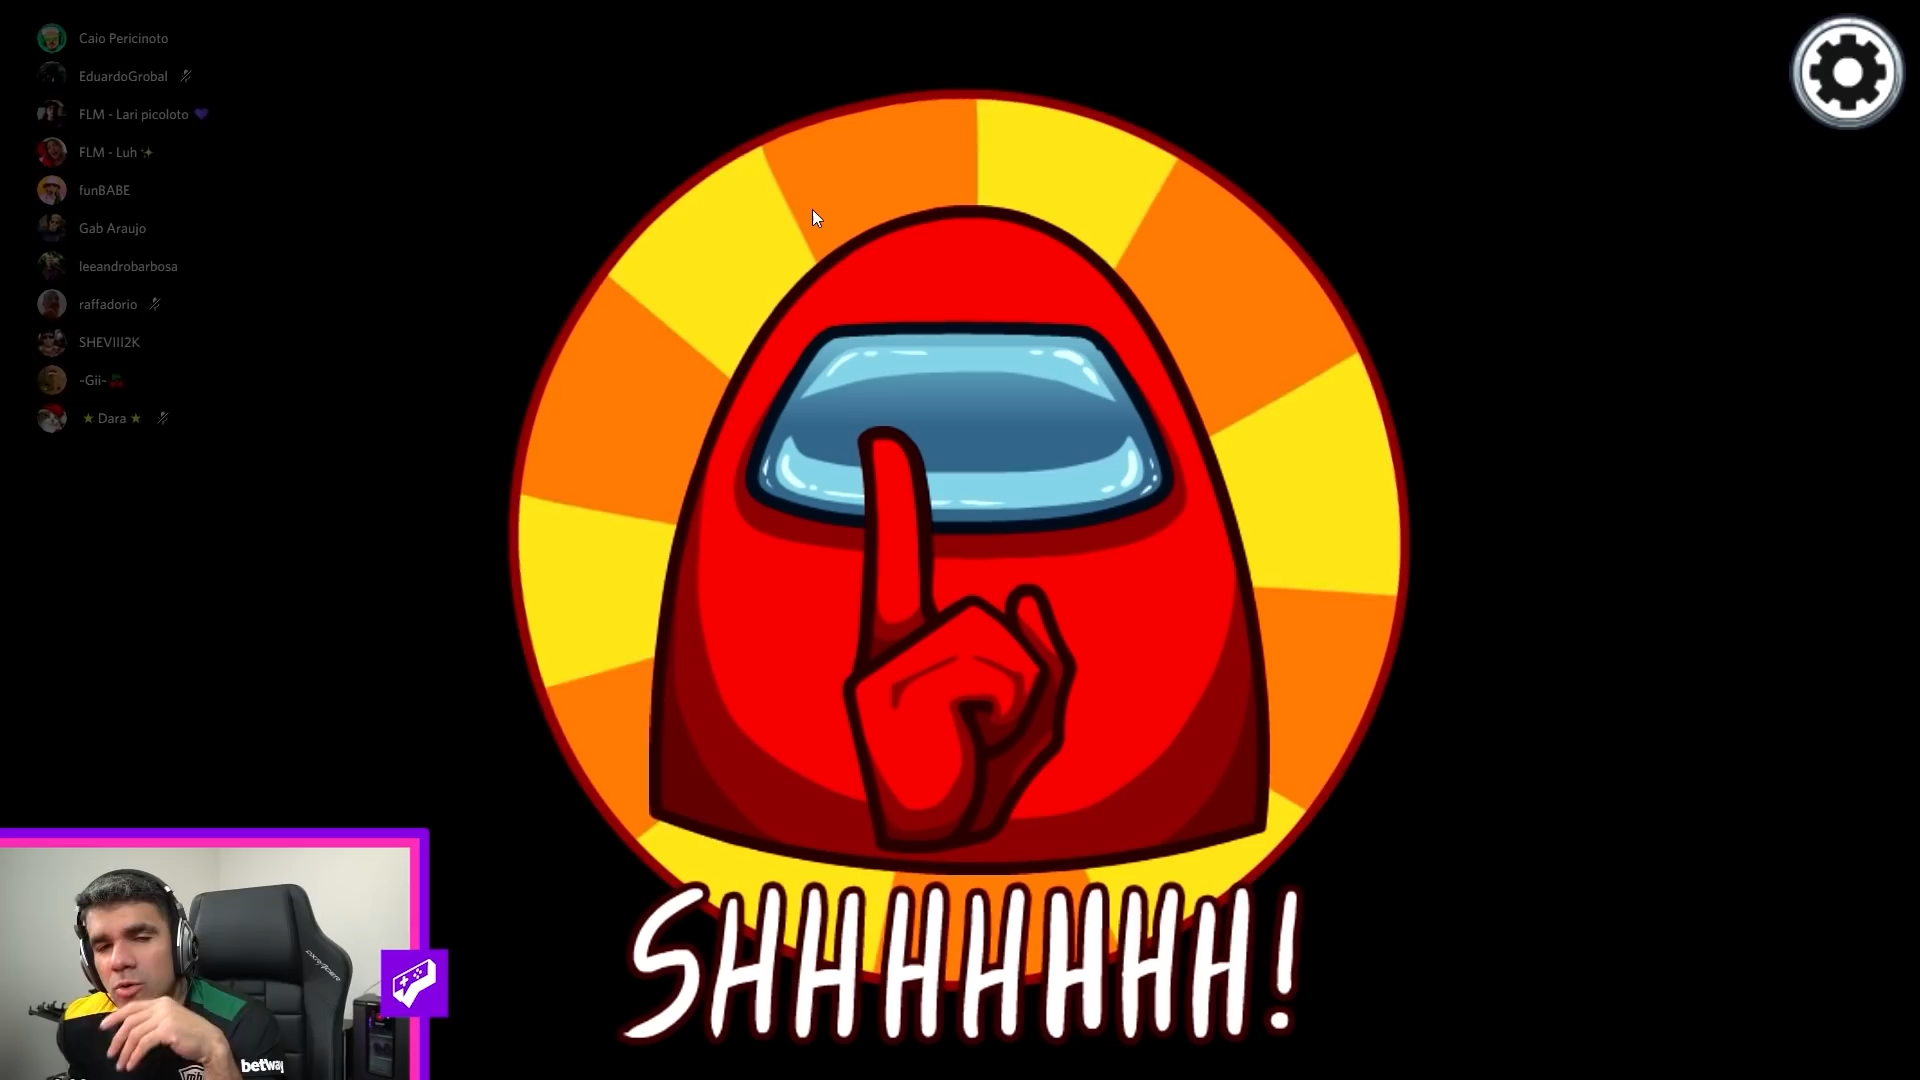 Caio Pericinoto
EduardoGrobal
FLM - Lari picoloto
FLM - Luh
funBABE
Gab Araujo
leeandrobarbosa
raffadorio
SHEVIII2K
~Gii~
★ Dara ★
SHHHHHHH!
betway